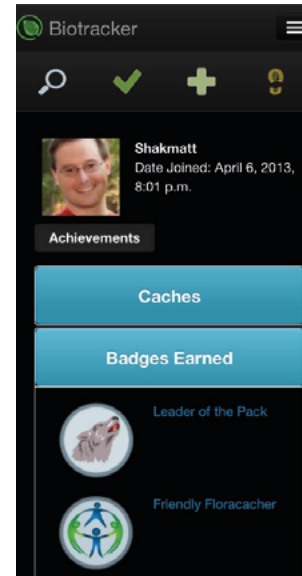 Biotracker
Shakmatt
Date Joined: April 6, 2013,
8:01 p.m.
Achievements
Caches
Badges Earned
Leader of the Pack
Friendly Floracacher